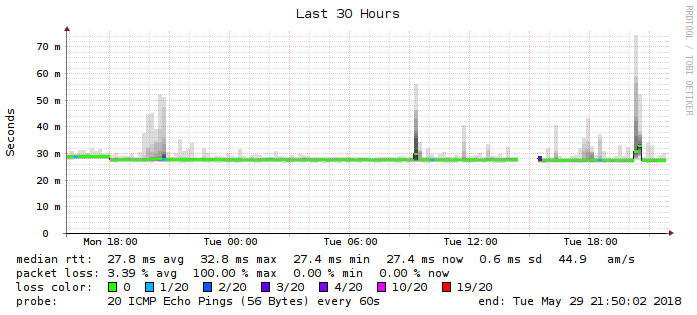 Last 30 Hours
RRDTOOL / TOBI OETIKER
Seconds
70 m
60 m
50 m
40 m
30 m
20 m
10 m
0
Mon 18:00 Tue 00:00 Tue 06:00 Tue 12:00 Tue 18:00
median rtt: 27.8 ms avg 32.8 ms max 27.4 ms min 27.4 ms now 0.6 ms sd 44.9 am/s
packet loss: 3.39 % avg 100.00 % max 0.00 % min 0.00 % now
loss color: 0 1/20 2/20 3/20 4/20 10/20 19/20
probe: 20 ICMP Echo Pings (56 Bytes) every 60s end: Tue May 29 21:50:02 2018